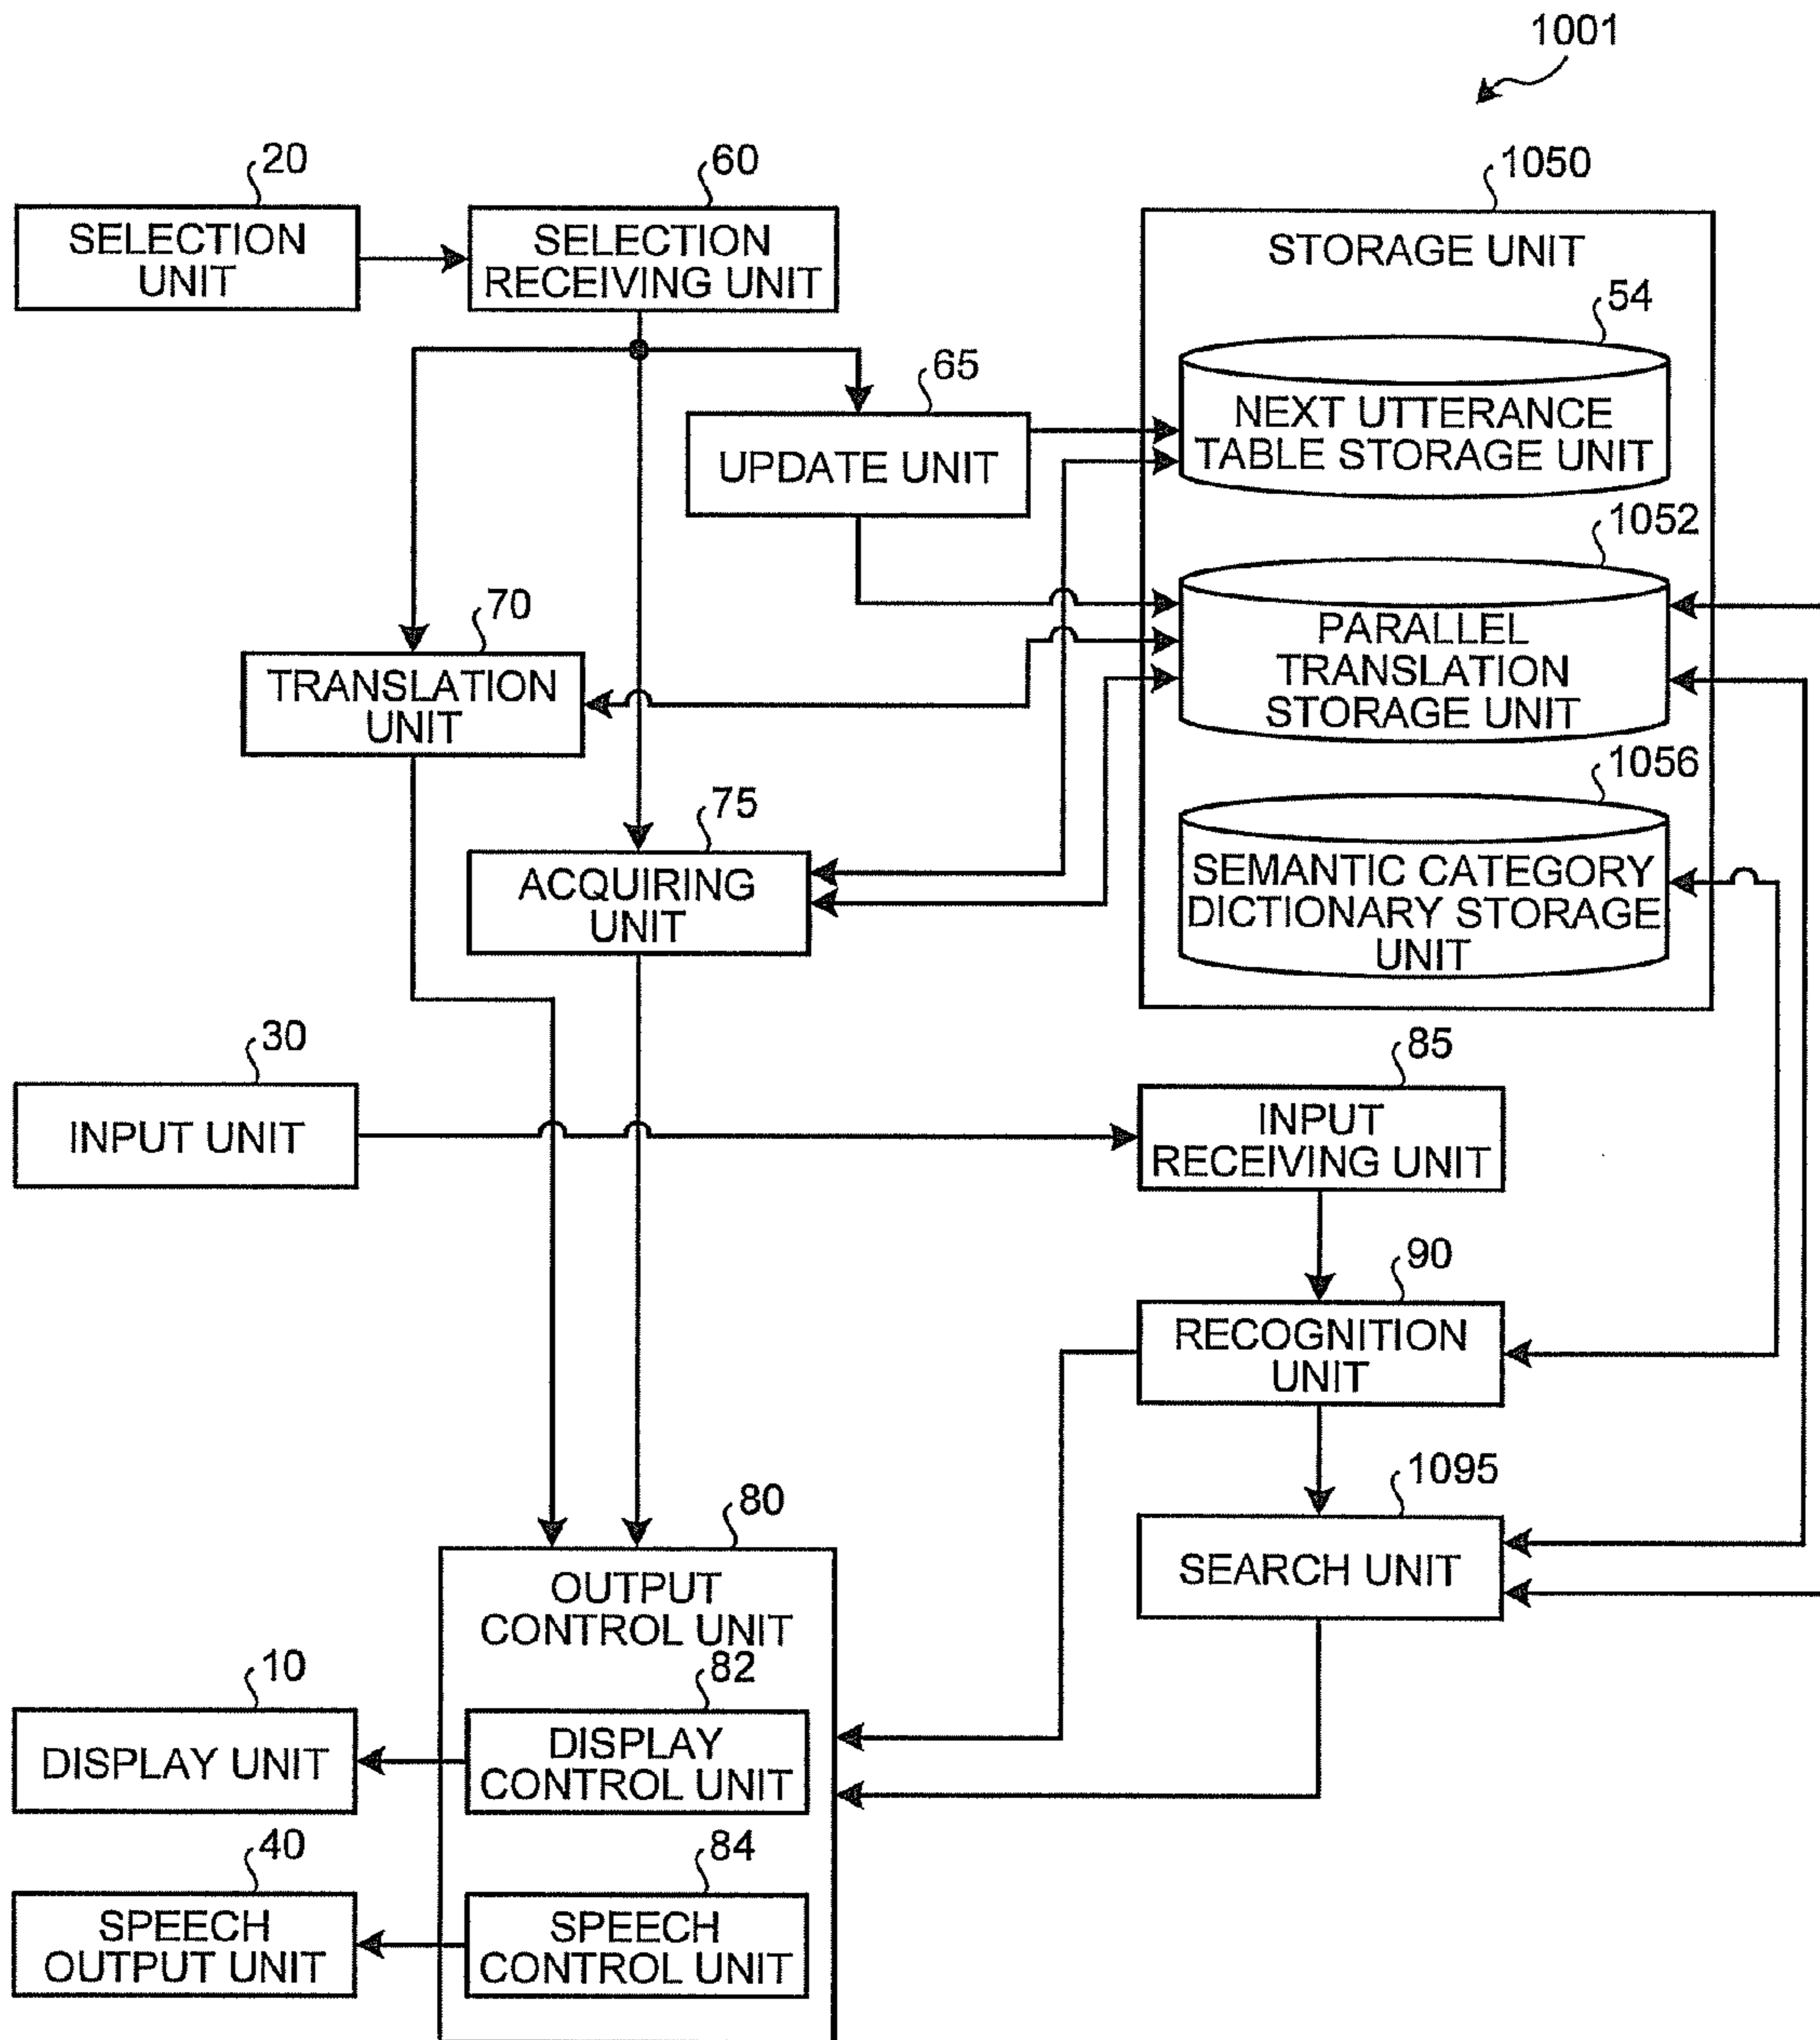 1001
20
60
1050
SELECTION
UNIT
SELECTION
RECEIVING UNIT
STORAGE UNIT
54
NEXT UTTERANCE
TABLE STORAGE UNIT
65
UPDATE UNIT
1052
PARALLEL
TRANSLATION
STORAGE UNIT
70
TRANSLATION
UNIT
1056
SEMANTIC CATEGORY
DICTIONARY STORAGE
UNIT
75
ACQUIRING
UNIT
30
INPUT UNIT
85
INPUT
RECEIVING UNIT
90
RECOGNITION
UNIT
1095
SEARCH UNIT
80
OUTPUT
CONTROL UNIT
10
DISPLAY UNIT
82
DISPLAY
CONTROL UNIT
40
SPEECH
OUTPUT UNIT
84
SPEECH
CONTROL UNIT